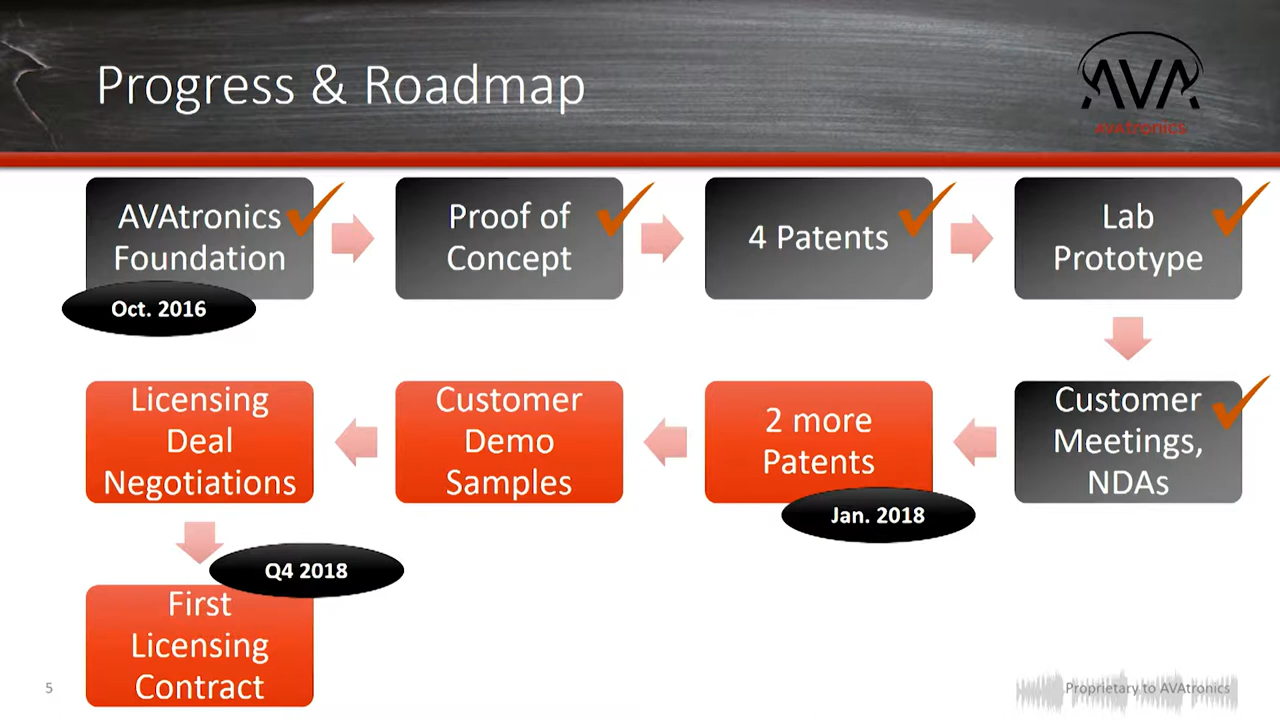 Progress & Roadmap
AVA
AVAtronics
AVAtronics
Foundation
Oct. 2016
Proof of
Concept
4 Patents
Lab
Prototype
Customer
Meetings,
NDAs
2 more
Patents
Jan. 2018
Customer
Demo
Samples
Licensing
Deal
Negotiations
Q4 2018
First
Licensing
Contract
5
Proprietary to AVAtronics